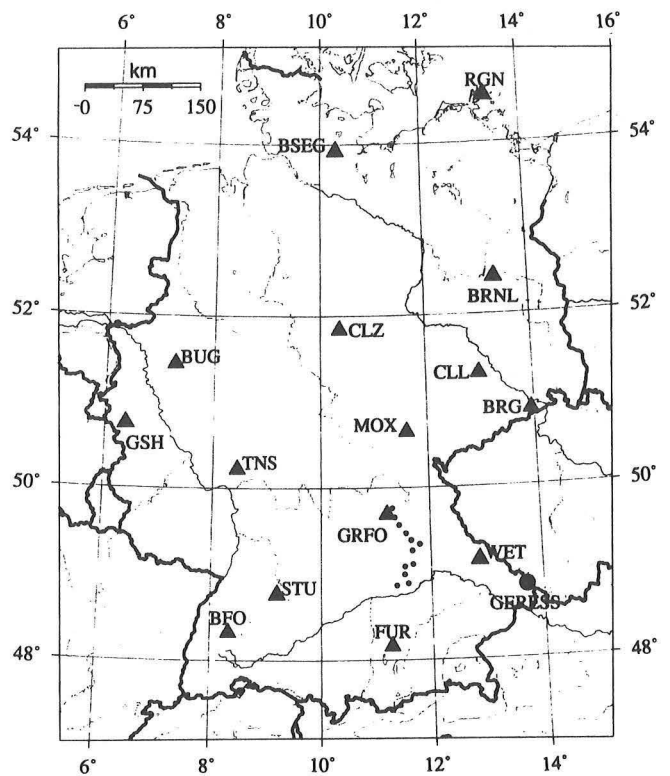 6° 8° 10° 12° 14° 16
km
-0 75 150
RGN
54° 54°
BSEG
BRNL
52° 52°
CLZ
BUG
CLL
BRG
MOX
GSH
TNS
50° 50°
GRFO
WET
STU
GERESS
BFO
FUR
48° 48°
6° 8° 10° 12° 14°